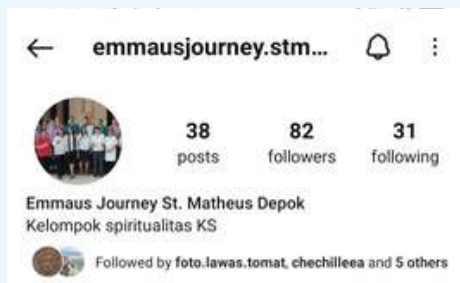 emmausjourney.stm...
38 82 31
posts followers following
Emmaus Journey St. Matheus Depok
Kelompok spiritualitas KS
Followed by foto.lawas.tomat, chechilleea and 5 others